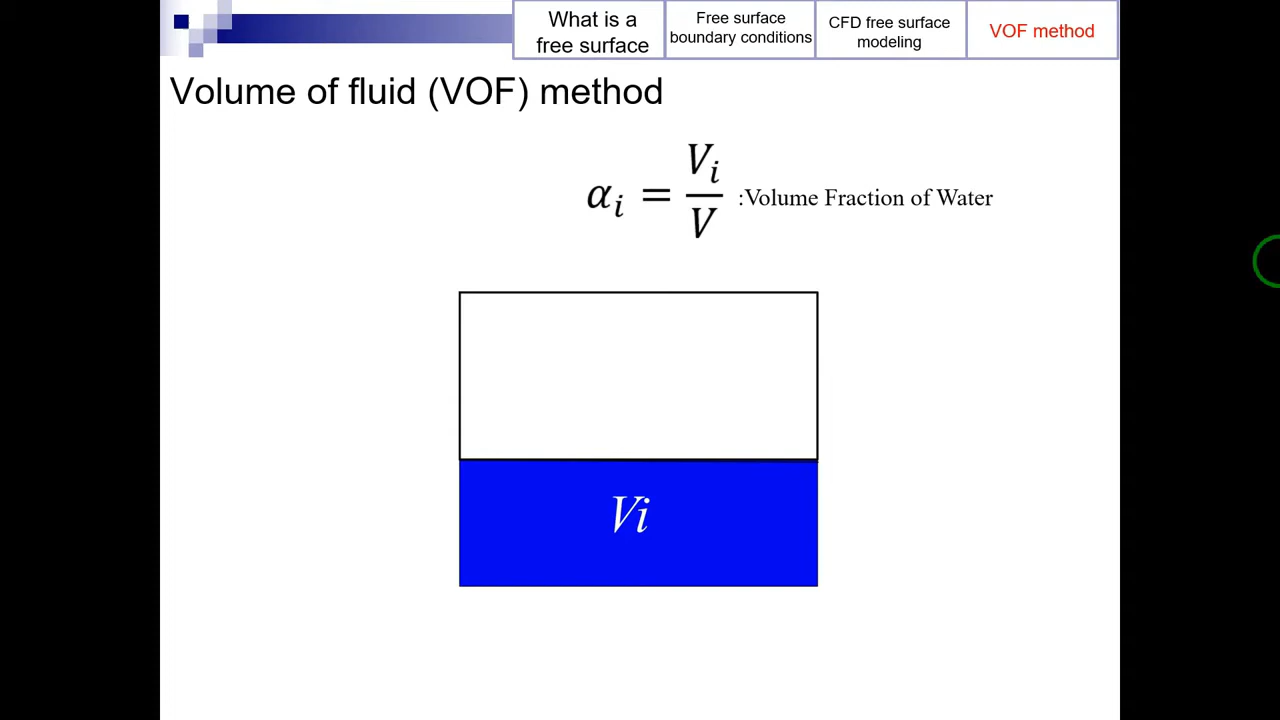 What is a
free surface
Free surface
boundary conditions
CFD free surface
modeling
VOF method
Volume of fluid (VOF) method
αᵢ = Vᵢ/V :Volume Fraction of Water
Vi